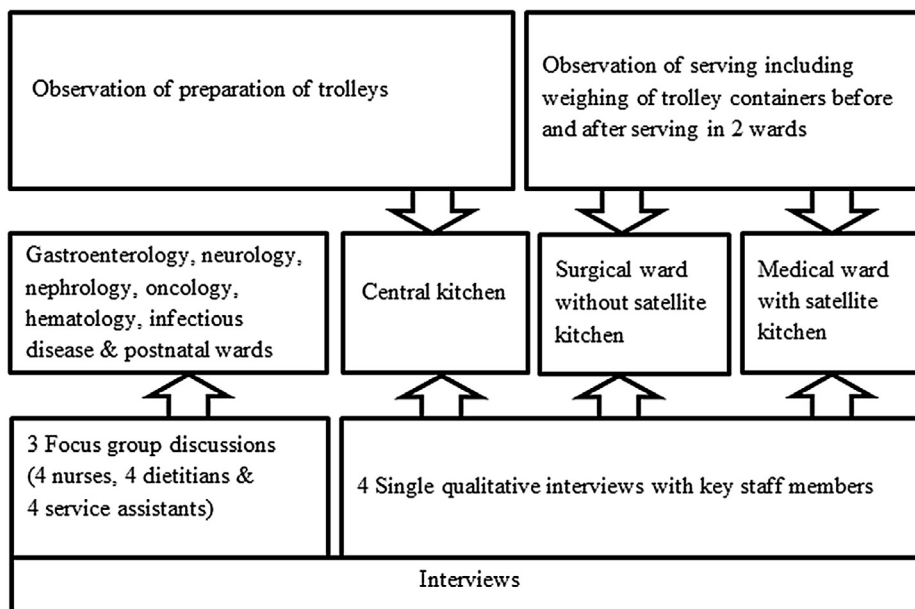 Observation of preparation of trolleys
Observation of serving including
weighing of trolley containers before
and after serving in 2 wards
Gastroenterology, neurology,
nephrology, oncology,
hematology, infectious
disease & postnatal wards
Central kitchen
Surgical ward
without satellite
kitchen
Medical ward
with satellite
kitchen
3 Focus group discussions
(4 nurses, 4 dietitians &
4 service assistants)
4 Single qualitative interviews with key staff members
Interviews